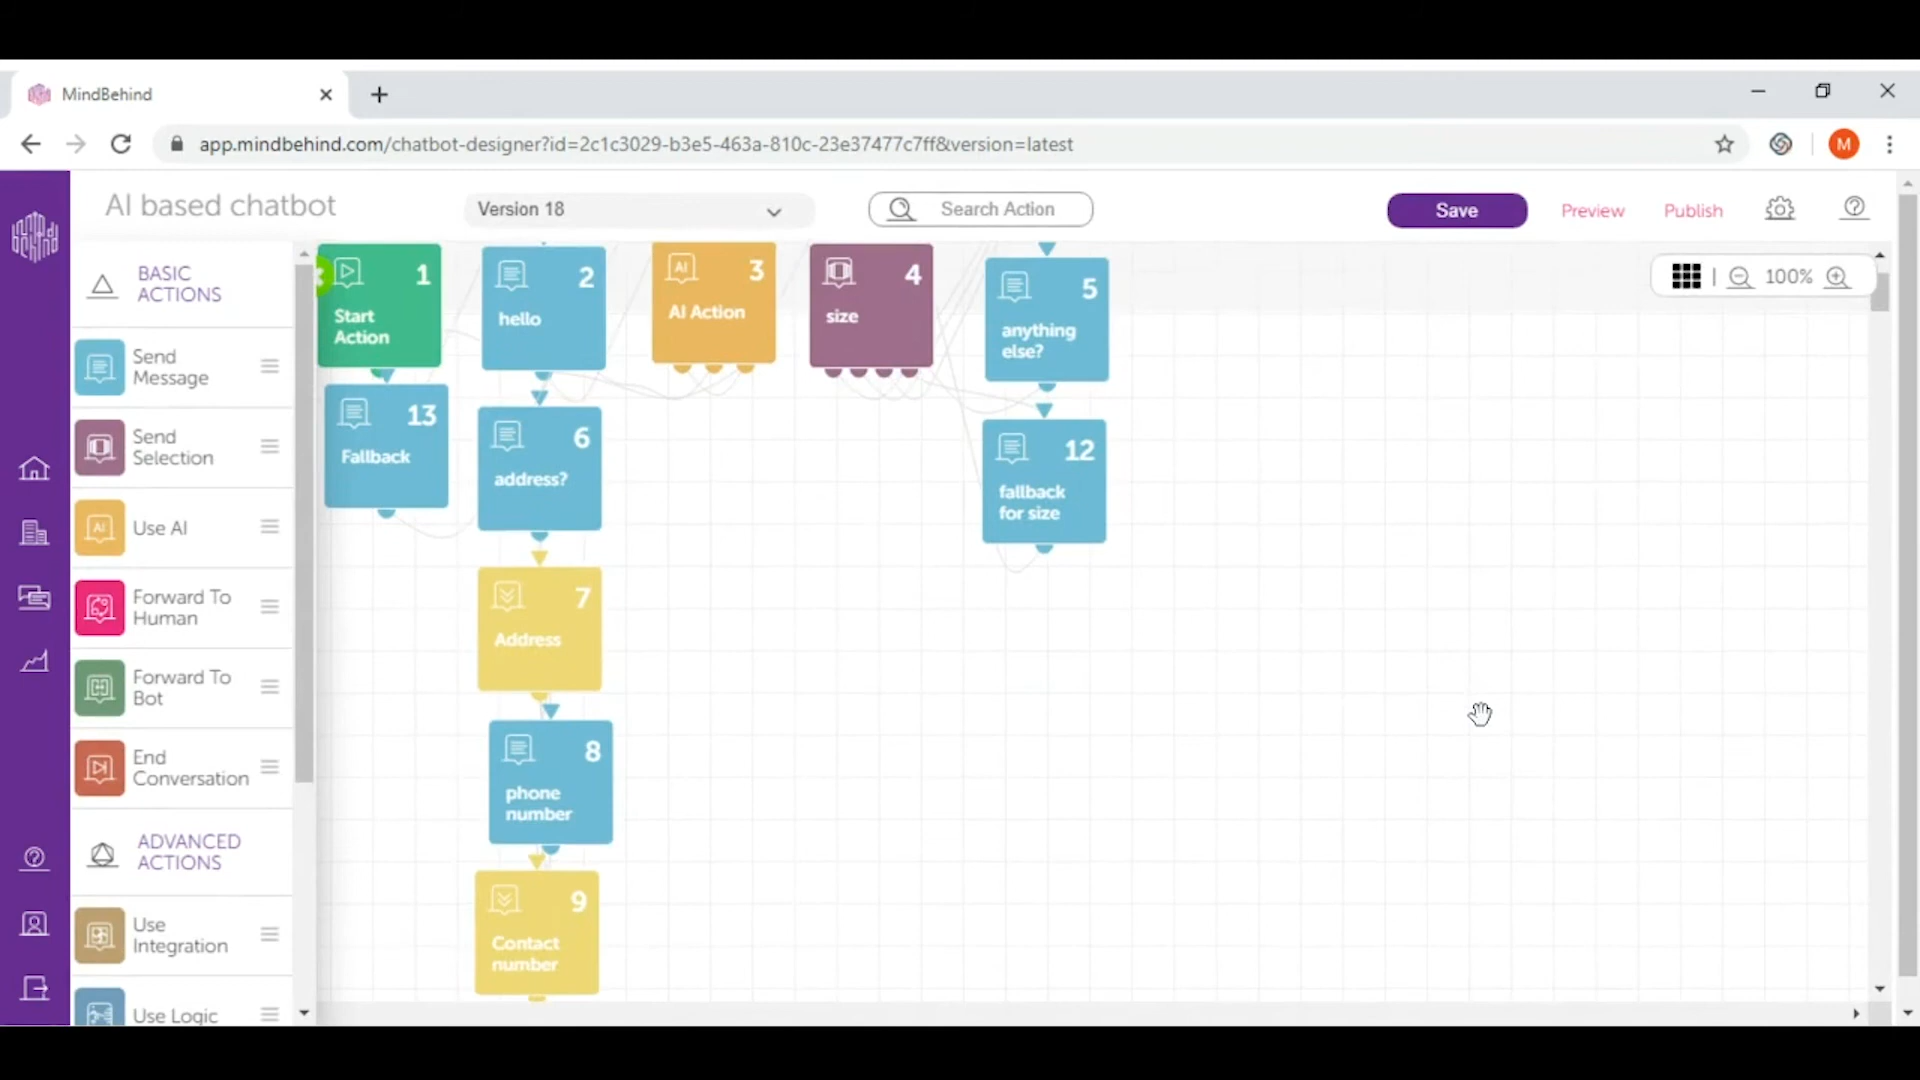 MindBehind
app.mindbehind.com/chatbot-designer?id=2c1c3029-b3e5-463a-810c-23e37477c7ff&version=latest
M
mindbehind
AI based chatbot
Version 18
Search Action
Save
Preview
Publish
100%
BASIC
ACTIONS
Send
Message
Send
Selection
AI
Use AI
Forward To
Human
Forward To
Bot
End
Conversation
ADVANCED
ACTIONS
Use
Integration
Use Logic
1
Start
Action
2
hello
AI
3
AI Action
4
size
5
anything
else?
13
Fallback
6
address?
12
fallback
for size
7
Address
8
phone
number
9
Contact
number